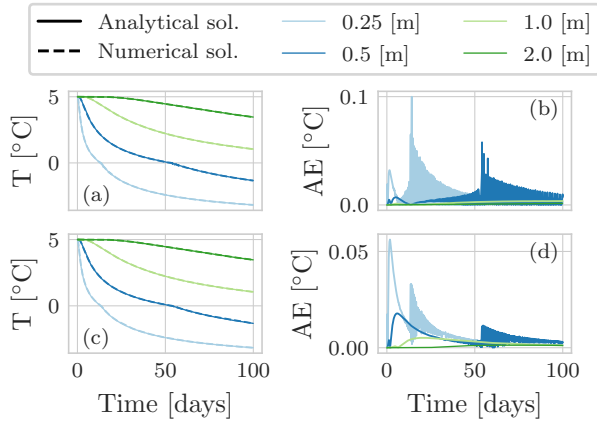 Analytical sol. 0.25 [m] 1.0 [m]
Numerical sol. 0.5 [m] 2.0 [m]
5
0
T [°C]
(a)
0.1
0.0
AE [°C]
(b)
5
0
T [°C]
(c)
0 50 100
Time [days]
0.05
0.00
AE [°C]
(d)
0 50 100
Time [days]